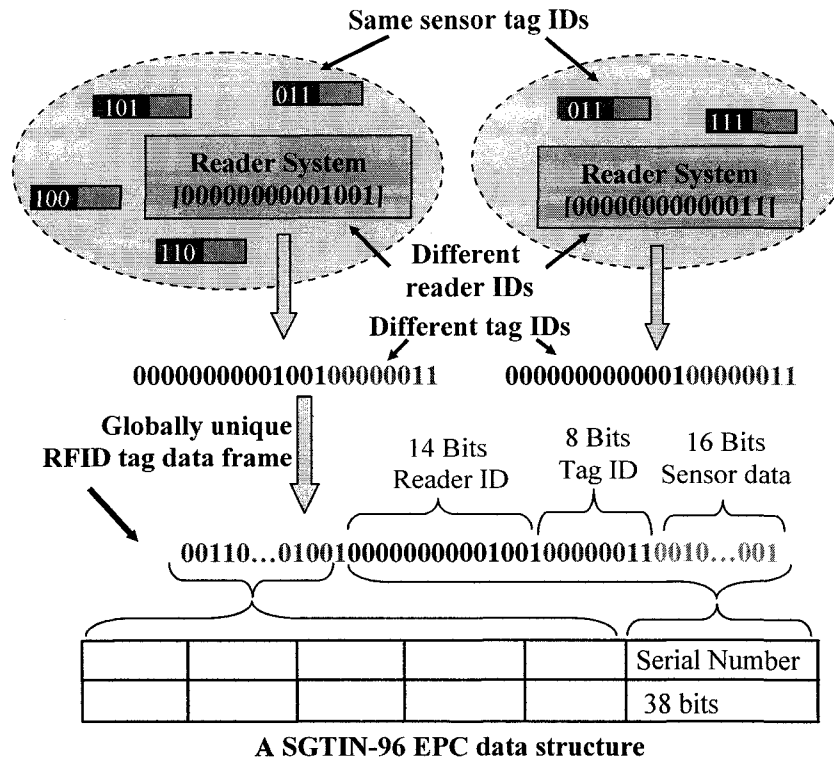 Same sensor tag IDs
101
011
011
111
Reader System
[00000000001001]
Reader System
[00000000000011]
100
110
Different
reader IDs
Different tag IDs
0000000000100100000011
0000000000000100000011
Globally unique
RFID tag data frame
14 Bits
Reader ID
8 Bits
Tag ID
16 Bits
Sensor data
00110…0100100000000001001000000110010…001
Serial Number
38 bits
A SGTIN-96 EPC data structure